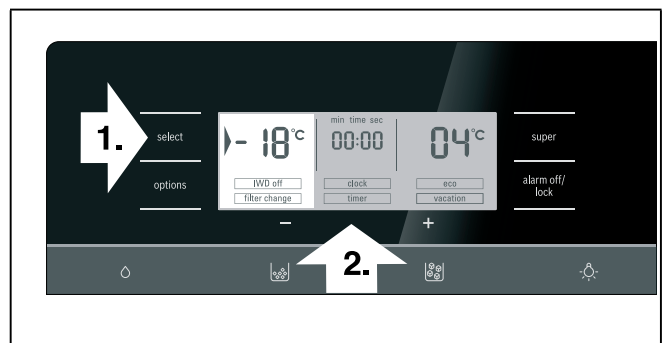 min time sec
1. select - 18°C 00:00 04°C super
options IWD off clock eco alarm off/
lock
filter change timer vacation
- +
2.